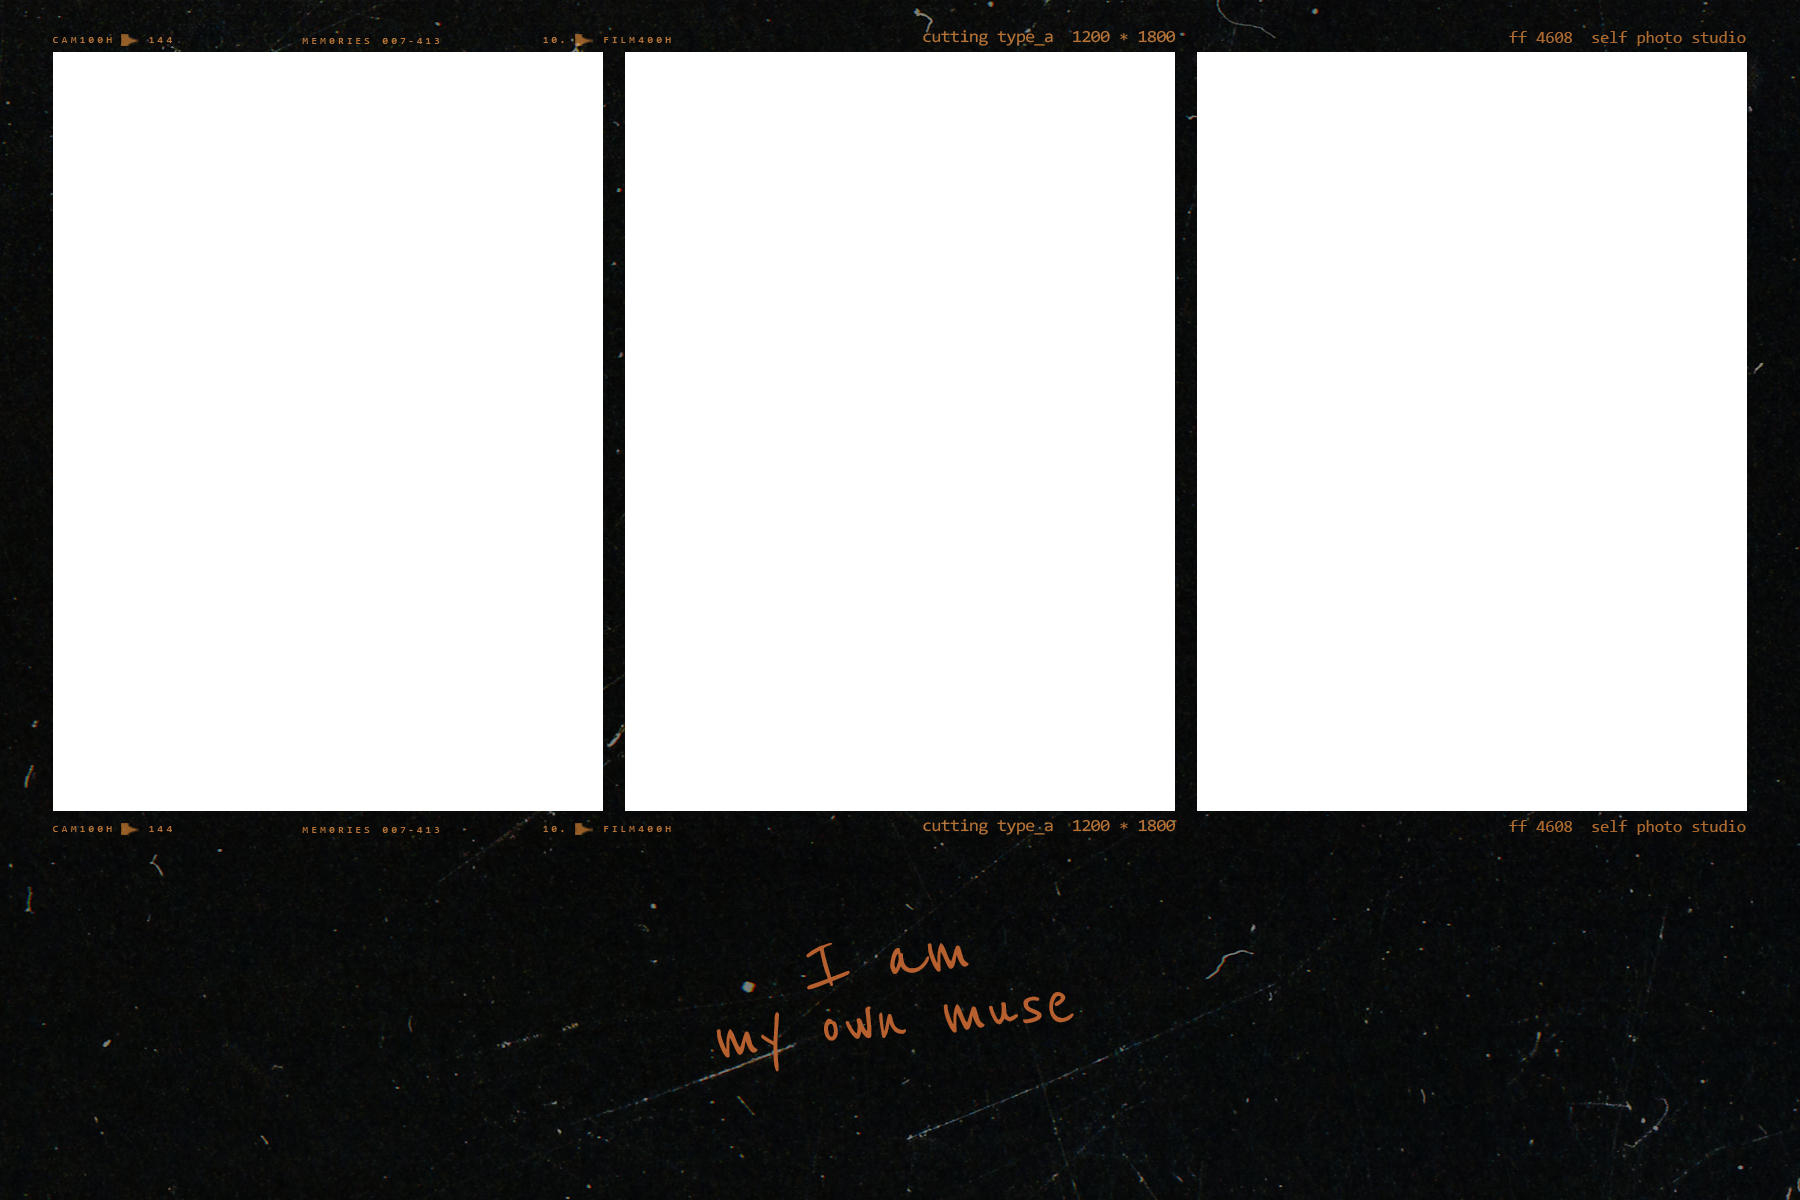 CAM100H 144 MEMORIES 007-413 10. FILM400H cutting type_a 1200 * 1800 ff 4608 self photo studio
CAM100H 144 MEMORIES 007-413 10. FILM400H cutting type_a 1200 * 1800 ff 4608 self photo studio
I am
my own muse